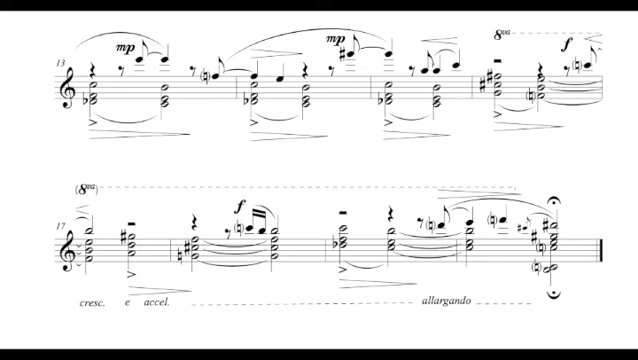 8va
mp
mp
f
13
(8va)
f
17
cresc. e accel.
allargando